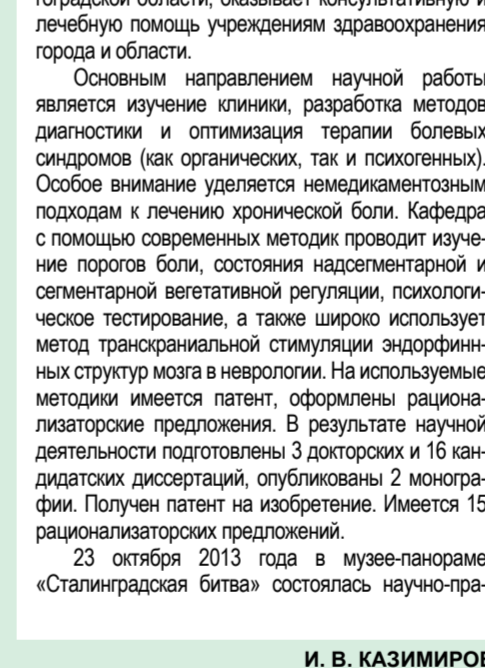 гоградской области, оказывает консультативную и
лечебную помощь учреждениям здравоохранения
города и области.
Основным направлением научной работы
является изучение клиники, разработка методов
диагностики и оптимизация терапии болевых
синдромов (как органических, так и психогенных).
Особое внимание уделяется немедикаментозным
подходам к лечению хронической боли. Кафедра
с помощью современных методик проводит изуче-
ние порогов боли, состояния надсегментарной и
сегментарной вегетативной регуляции, психологи-
ческое тестирование, а также широко использует
метод транскраниальной стимуляции эндорфинн-
ных структур мозга в неврологии. На используемые
методики имеется патент, оформлены рациона-
лизаторские предложения. В результате научной
деятельности подготовлены 3 докторских и 16 кан-
дидатских диссертаций, опубликованы 2 моногра-
фии. Получен патент на изобретение. Имеется 15
рационализаторских предложений.
23 октября 2013 года в музее-панораме
«Сталинградская битва» состоялась научно-пра-
И. В. КАЗИМИРОВ